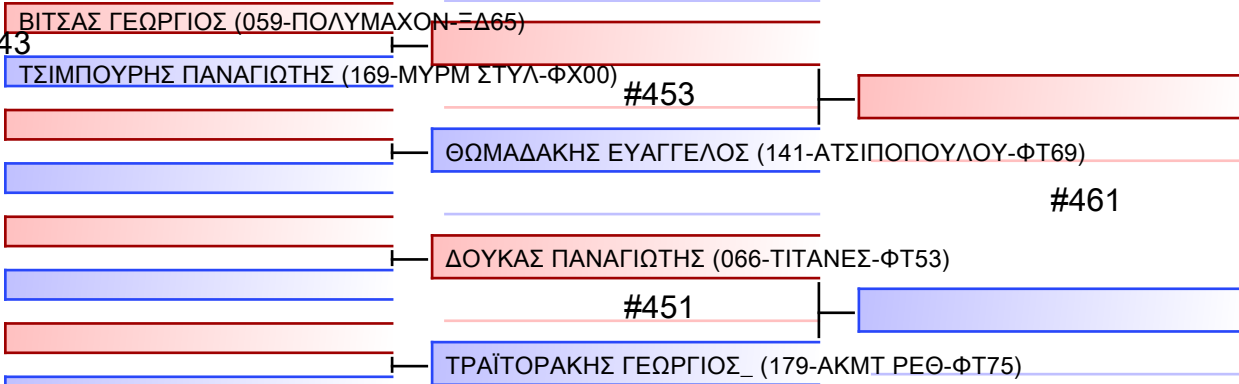 ΒΙΤΣΑΣ ΓΕΩΡΓΙΟΣ (059-ΠΟΛΥΜΑΧΟΝ-ΞΔ65)
43
ΤΣΙΜΠΟΥΡΗΣ ΠΑΝΑΓΙΩΤΗΣ (169-ΜΥΡΜ ΣΤΥΛ-ΦΧ00)
#453
ΘΩΜΑΔΑΚΗΣ ΕΥΑΓΓΕΛΟΣ (141-ΑΤΣΙΠΟΠΟΥΛΟΥ-ΦΤ69)
#461
ΔΟΥΚΑΣ ΠΑΝΑΓΙΩΤΗΣ (066-ΤΙΤΑΝΕΣ-ΦΤ53)
#451
ΤΡΑΪΤΟΡΑΚΗΣ ΓΕΩΡΓΙΟΣ_ (179-ΑΚΜΤ ΡΕΘ-ΦΤ75)